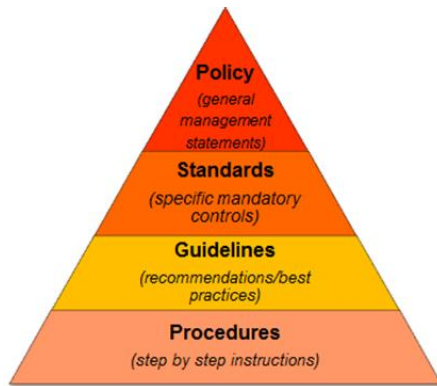 Policy
(general
management
statements)
Standards
(specific mandatory
controls)
Guidelines
(recommendations/best
practices)
Procedures
(step by step instructions)